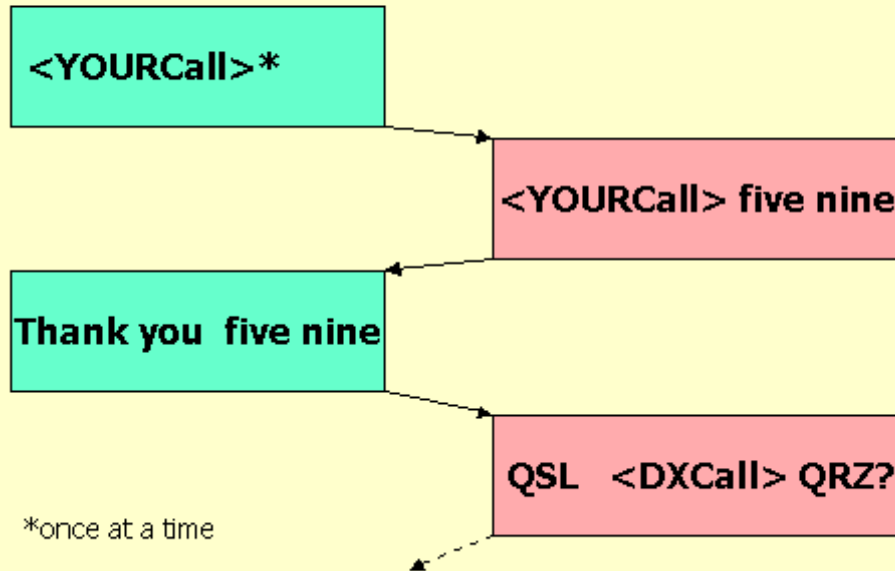 <YOURCall>*
<YOURCall> five nine
Thank you  five nine
QSL   <DXCall> QRZ?
*once at a time